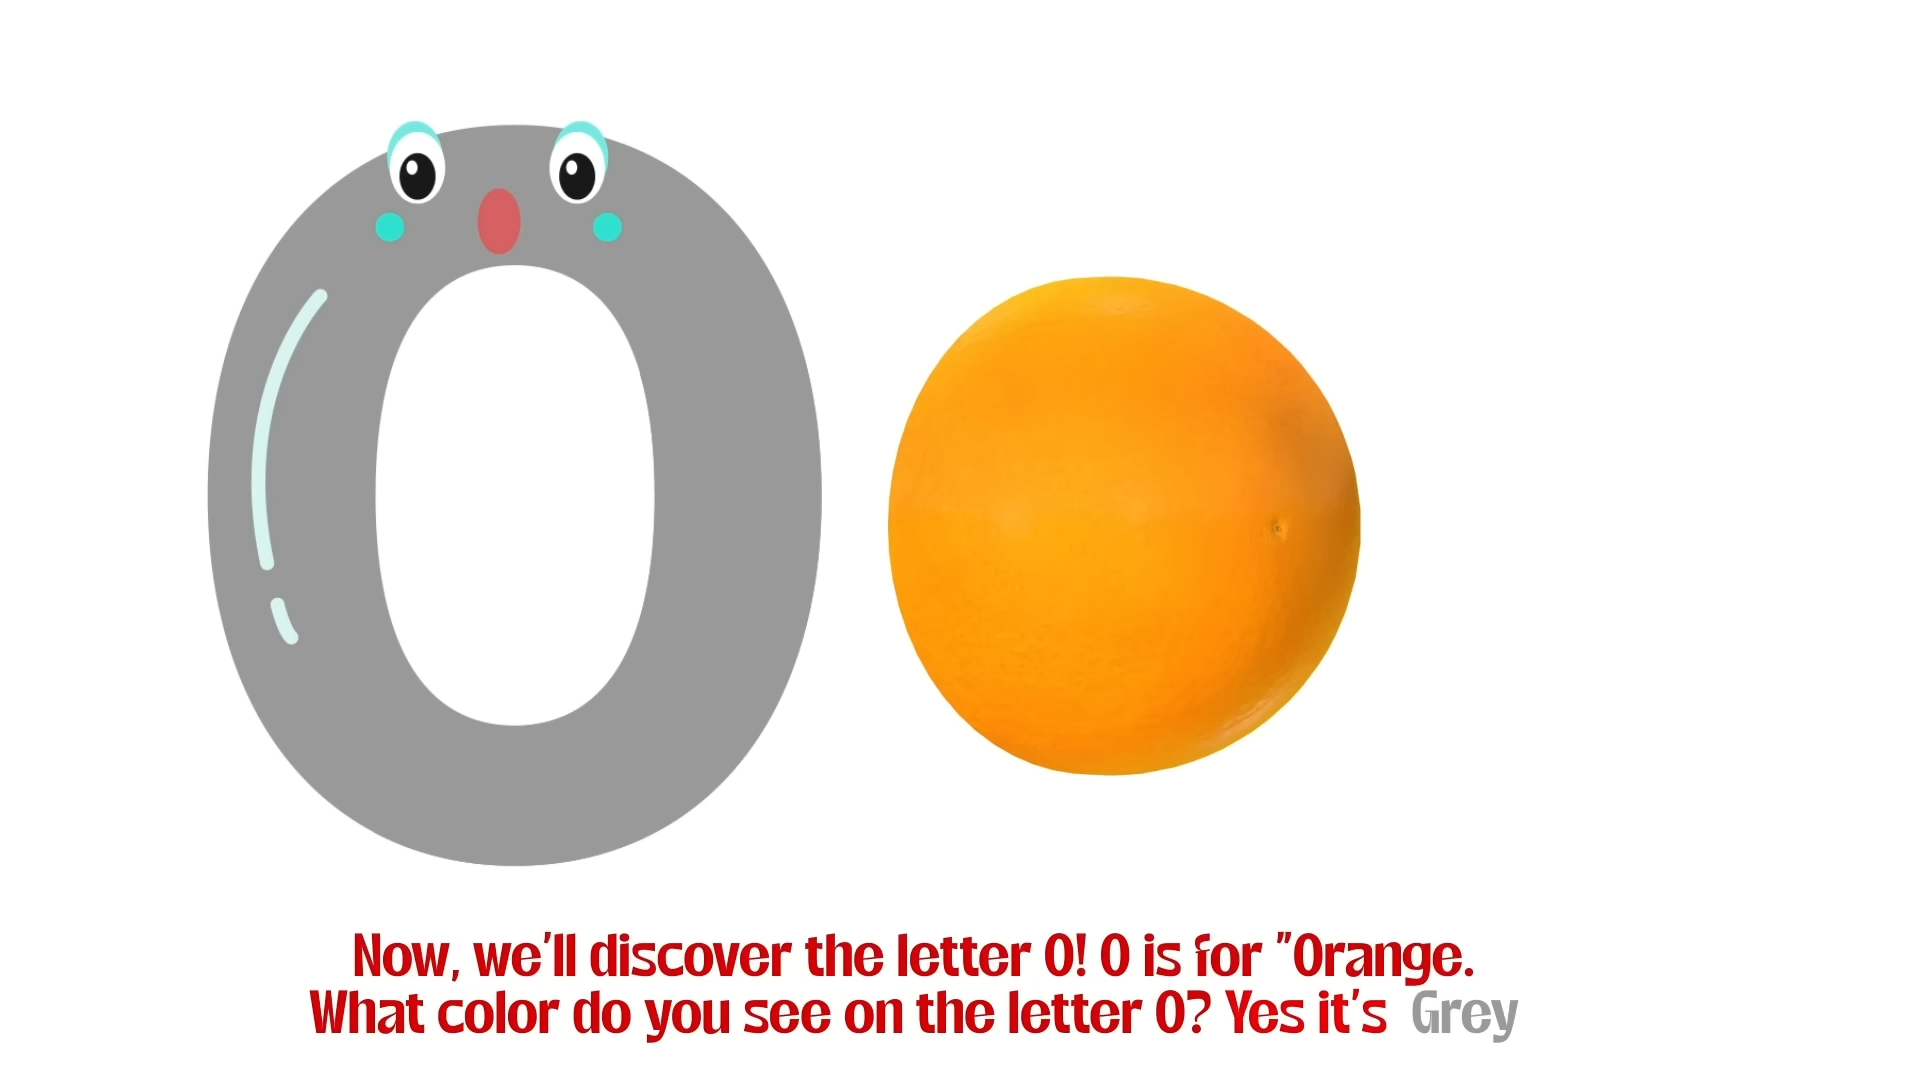 O
Now, we'll discover the letter O! O is for "Orange.
What color do you see on the letter O? Yes it's Grey